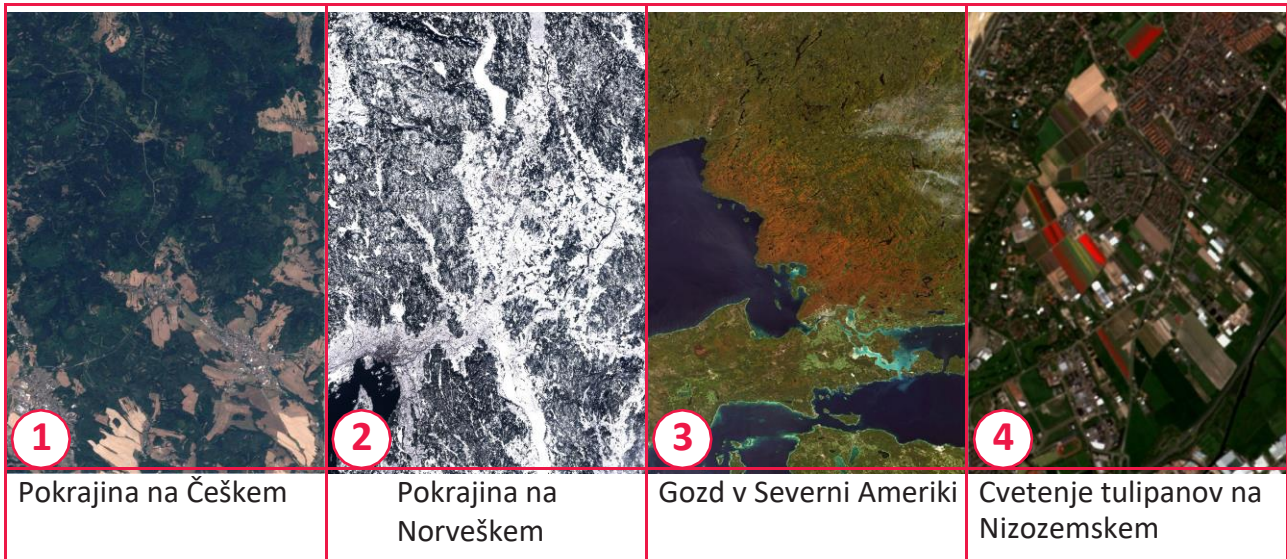 1
2
3
4
Pokrajina na Češkem
Pokrajina na
Norveškem
Gozd v Severni Ameriki
Cvetenje tulipanov na
Nizozemskem